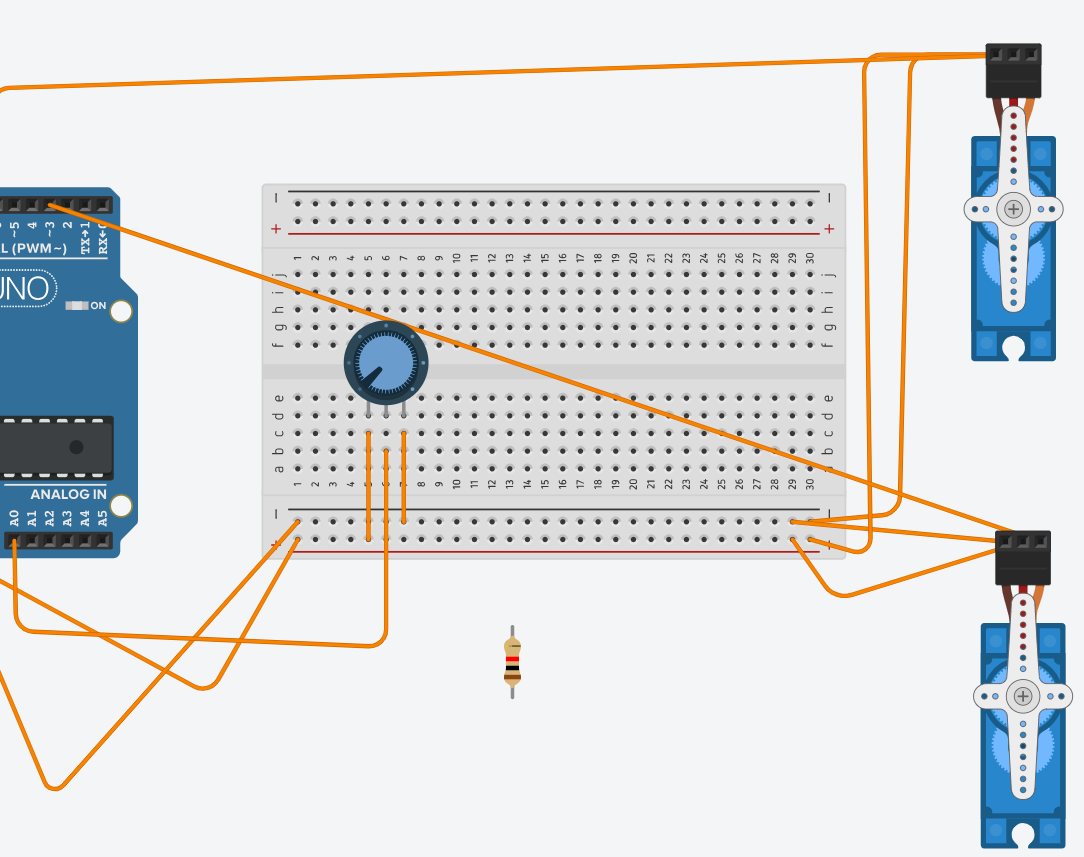 ~5
4
~3
2
TX→1
RX←0
L (PWM ~)
UNO
ON
ANALOG IN
A0
A1
A2
A3
A4
A5
− −
+ +
1 2 3 4 5 6 7 8 9 10 11 12 13 14 15 16 17 18 19 20 21 22 23 24 25 26 27 28 29 30
j j
i i
h h
g g
f f
e e
d d
c c
b b
a
1 2 3 4 5 6 7 8 9 10 11 12 13 14 15 16 17 18 19 20 21 22 23 24 25 26 27 28 29 30
− −
+ +